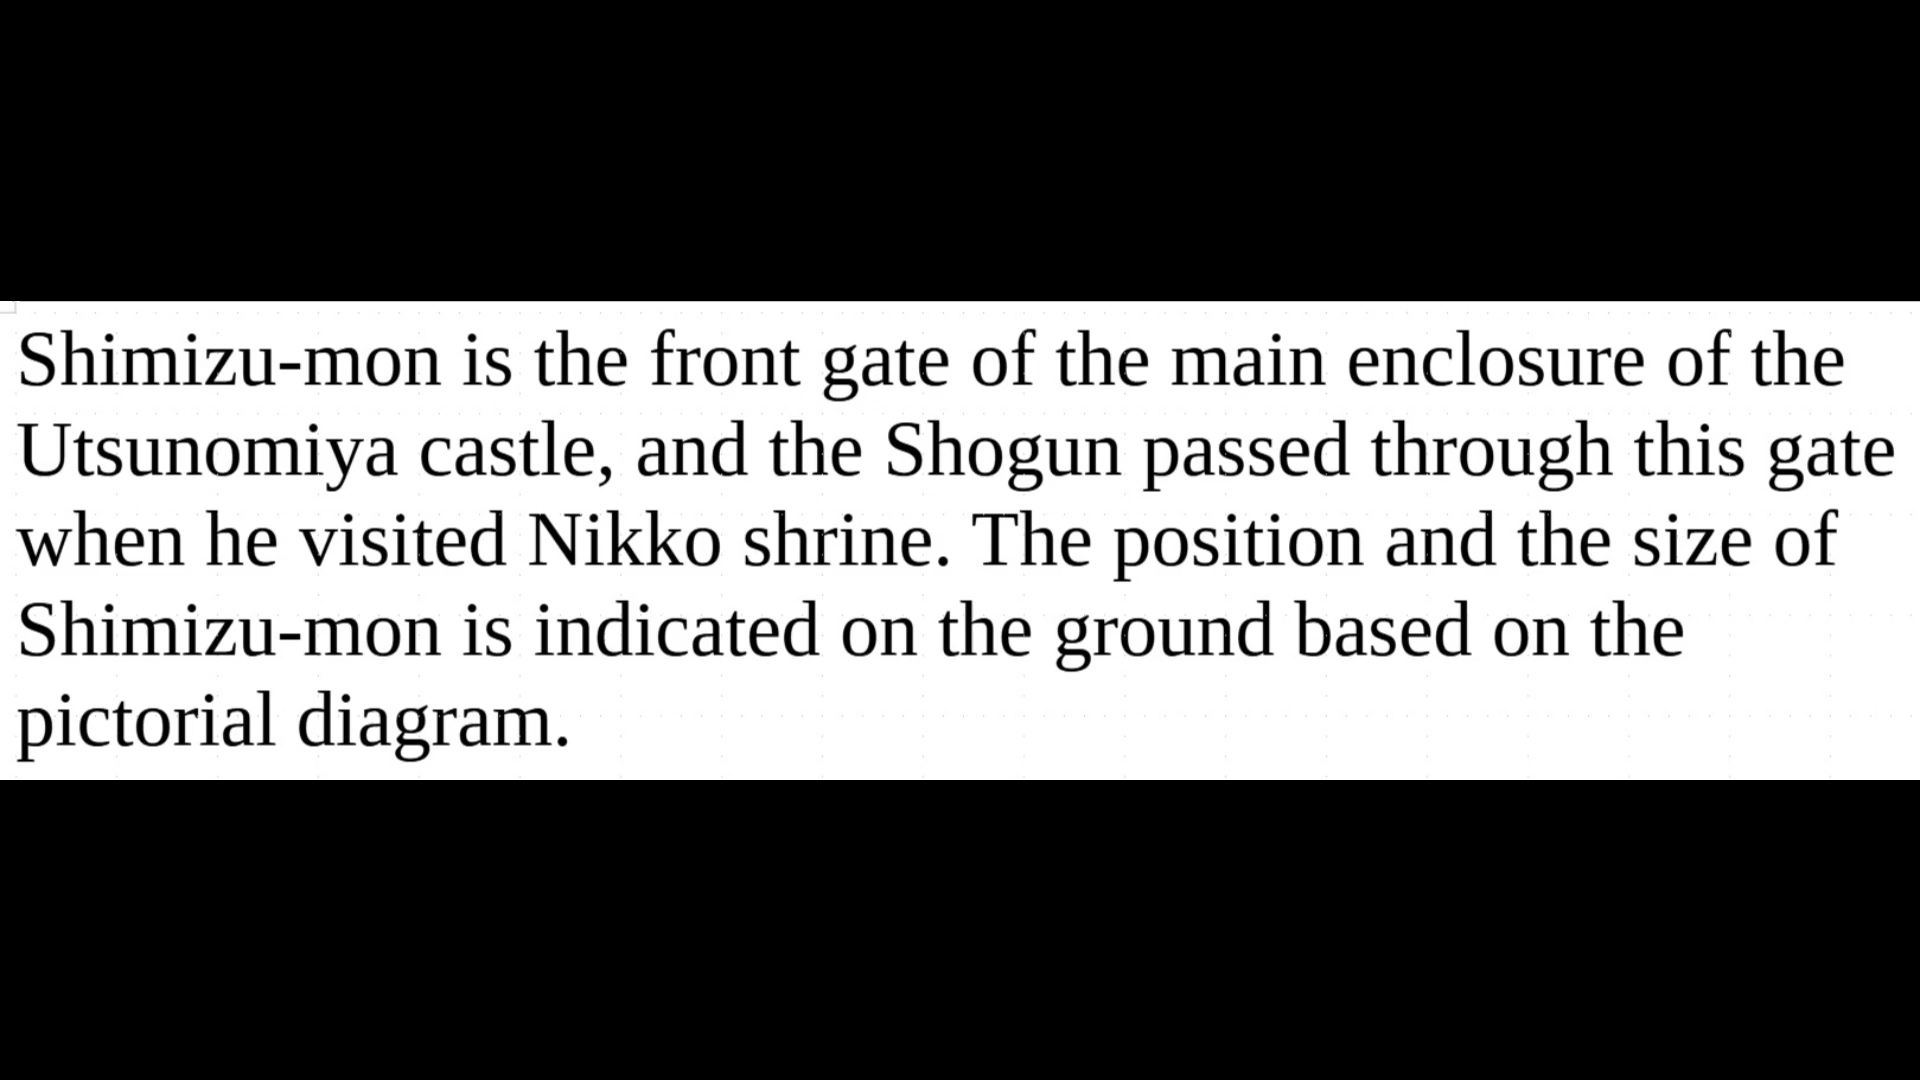 Shimizu-mon is the front gate of the main enclosure of the
Utsunomiya castle, and the Shogun passed through this gate
when he visited Nikko shrine. The position and the size of
Shimizu-mon is indicated on the ground based on the
pictorial diagram.